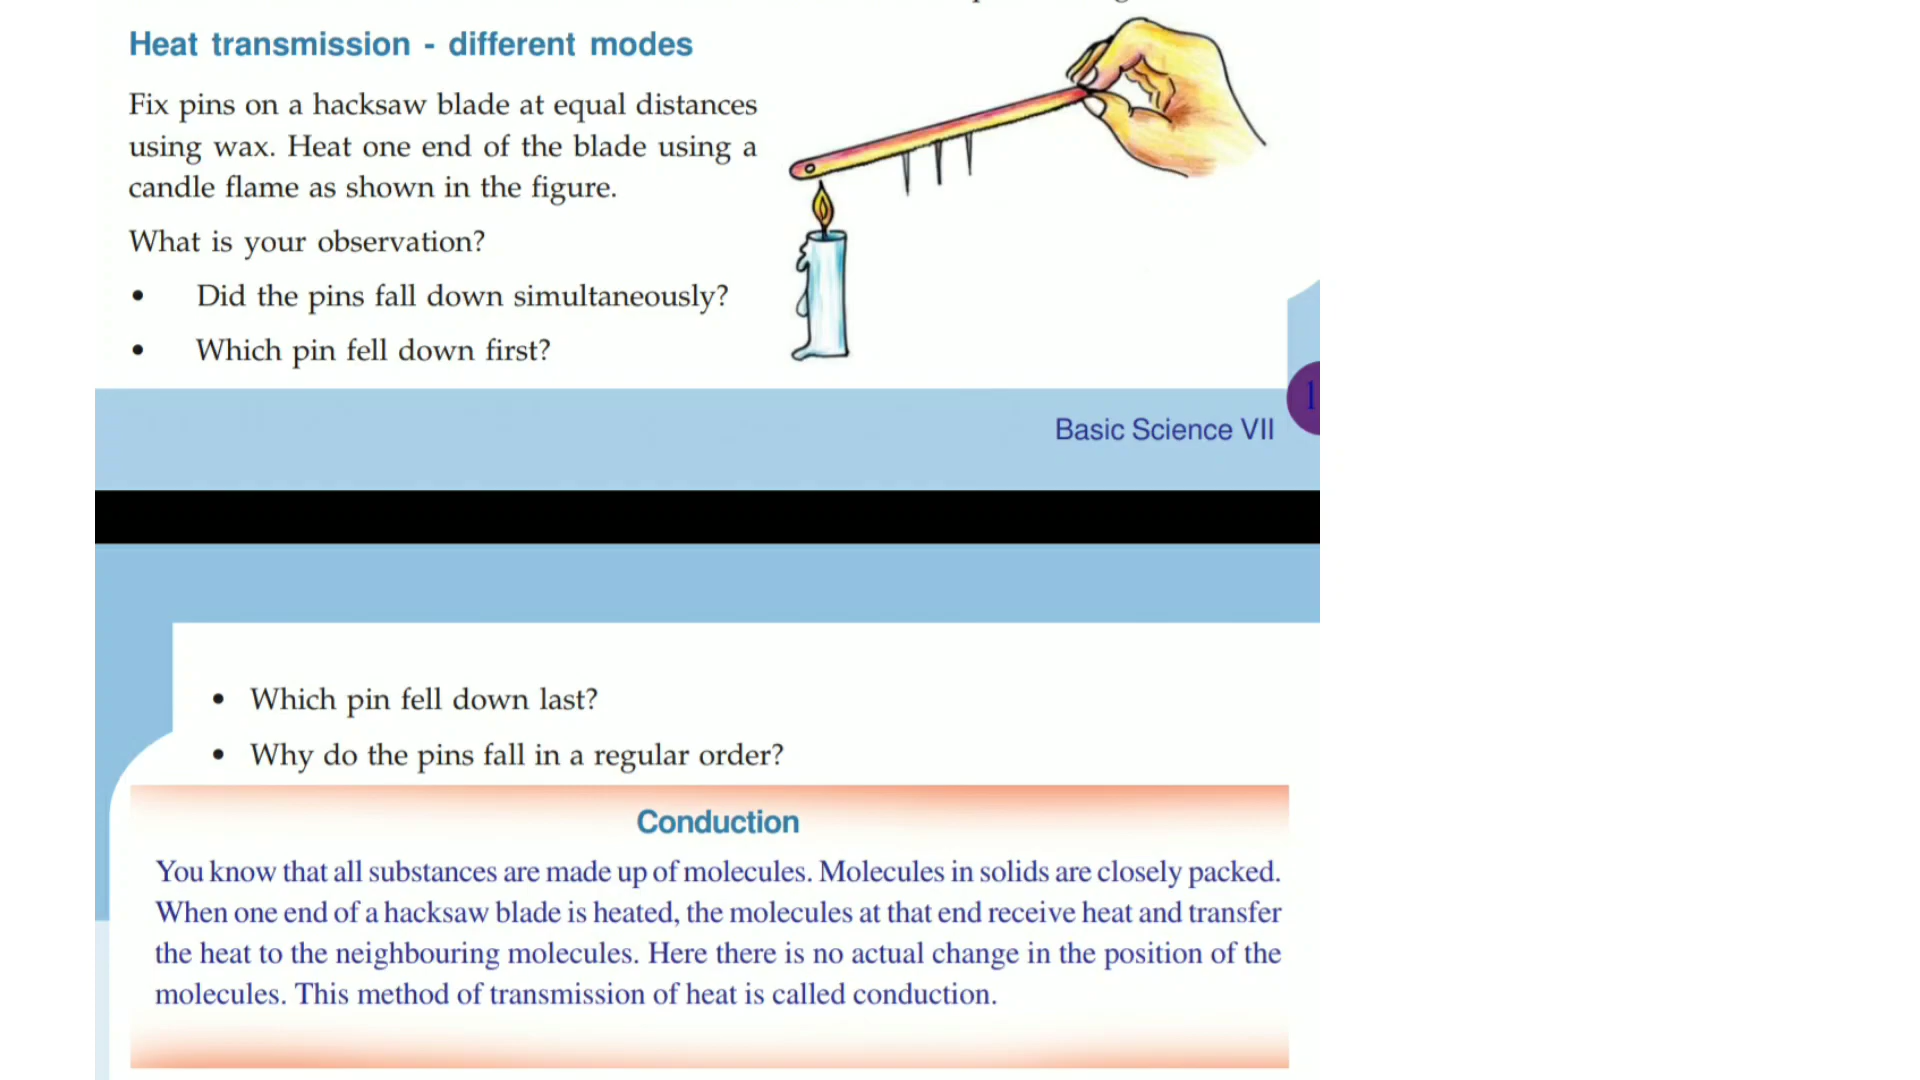 Heat transmission - different modes
Fix pins on a hacksaw blade at equal distances
using wax. Heat one end of the blade using a
candle flame as shown in the figure.
What is your observation?
• Did the pins fall down simultaneously?
• Which pin fell down first?
Basic Science VII
1
• Which pin fell down last?
• Why do the pins fall in a regular order?
Conduction
You know that all substances are made up of molecules. Molecules in solids are closely packed.
When one end of a hacksaw blade is heated, the molecules at that end receive heat and transfer
the heat to the neighbouring molecules. Here there is no actual change in the position of the
molecules. This method of transmission of heat is called conduction.